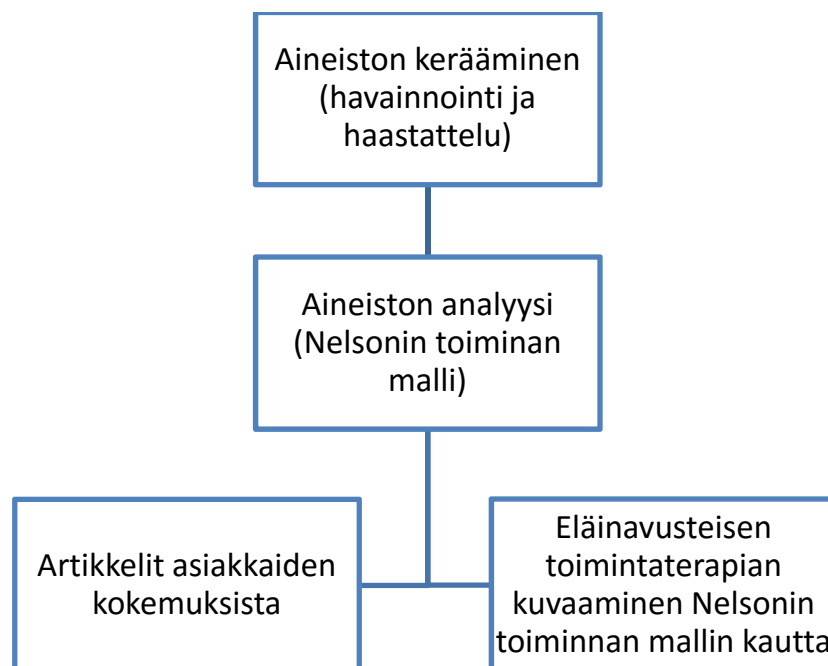 Aineiston kerääminen
(havainnointi ja
haastattelu)
Aineiston analyysi
(Nelsonin toiminan
malli)
Artikkelit asiakkaiden
kokemuksista
Eläinavusteisen
toimintaterapian
kuvaaminen Nelsonin
toiminnan mallin kautta